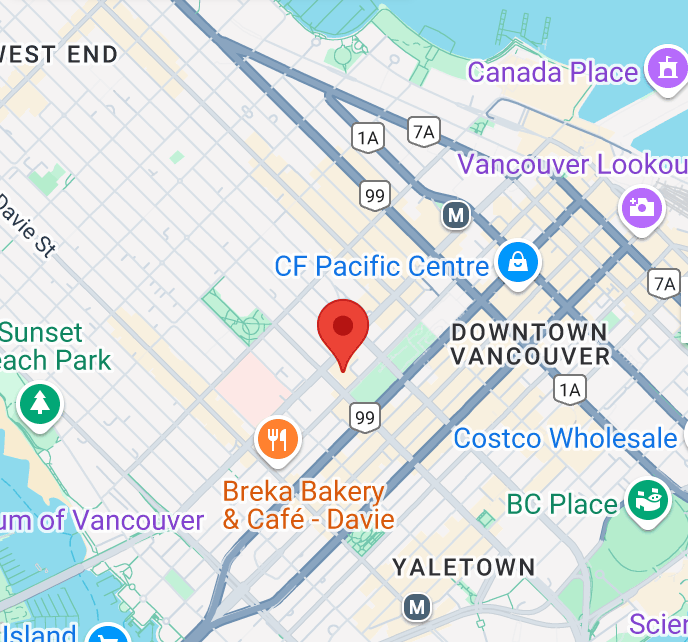 WEST END
Canada Place
1A
7A
Vancouver Lookou
99
M
Davie St
CF Pacific Centre
7A
Sunset
each Park
DOWNTOWN
VANCOUVER
1A
99
Costco Wholesale
Breka Bakery
& Café - Davie
BC Place
um of Vancouver
YALETOWN
M
Island
Scien